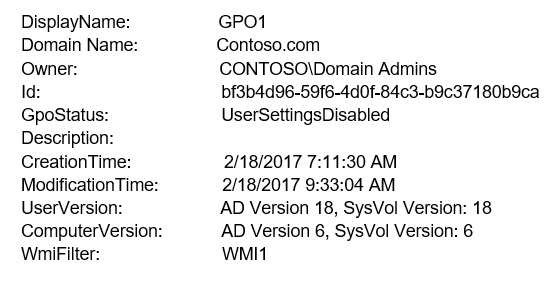 DisplayName: GPO1
Domain Name: Contoso.com
Owner: CONTOSO\Domain Admins
Id: bf3b4d96-59f6-4d0f-84c3-b9c37180b9ca
GpoStatus: UserSettingsDisabled
Description:
CreationTime: 2/18/2017 7:11:30 AM
ModificationTime: 2/18/2017 9:33:04 AM
UserVersion: AD Version 18, SysVol Version: 18
ComputerVersion: AD Version 6, SysVol Version: 6
WmiFilter: WMI1